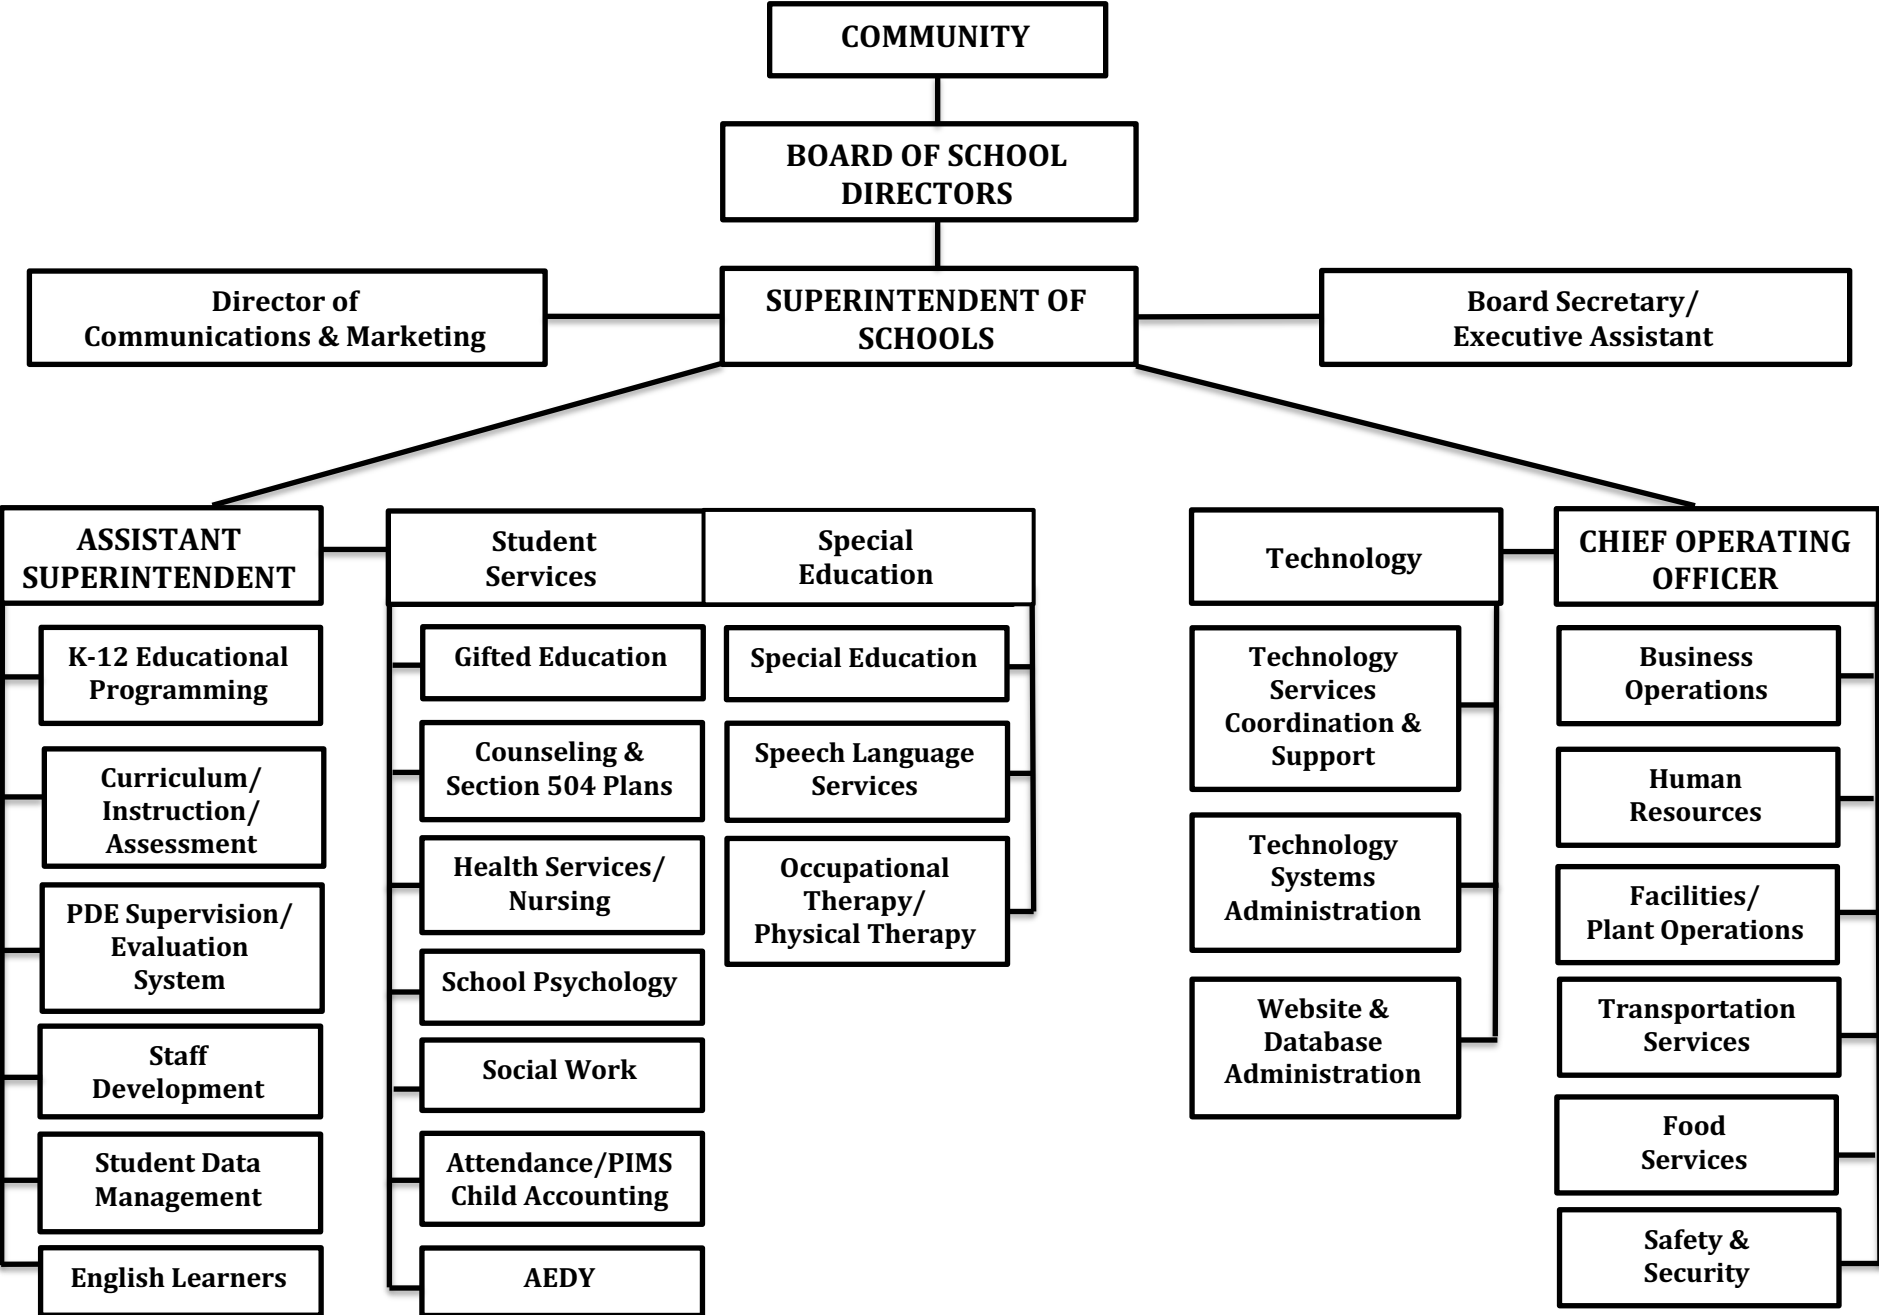 COMMUNITY
BOARD OF SCHOOL
DIRECTORS
Director of
Communications & Marketing
SUPERINTENDENT OF
SCHOOLS
Board Secretary/
Executive Assistant
ASSISTANT
SUPERINTENDENT
K-12 Educational
Programming
Curriculum/
Instruction/
Assessment
PDE Supervision/
Evaluation
System
Staff
Development
Student Data
Management
English Learners
Student
Services
Gifted Education
Counseling &
Section 504 Plans
Health Services/
Nursing
School Psychology
Social Work
Attendance/PIMS
Child Accounting
AEDY
Special
Education
Special Education
Speech Language
Services
Occupational
Therapy/
Physical Therapy
Technology
Technology
Services
Coordination &
Support
Technology
Systems
Administration
Website &
Database
Administration
CHIEF OPERATING
OFFICER
Business
Operations
Human
Resources
Facilities/
Plant Operations
Transportation
Services
Food
Services
Safety &
Security